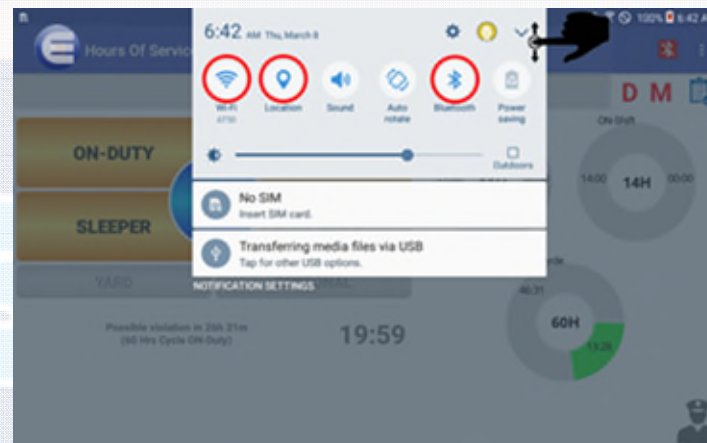 100% 6:42 A
6:42 AM Thu, March 8
Hours Of Servic
Wi-Fi
Location
Sound
Auto rotate
Bluetooth
Power saving
D M
ON-Shift
Outdoors
ON-DUTY
14:00
14H
00:00
No SIM
Insert SIM card.
SLEEPER
Transferring media files via USB
Tap for other USB options.
YARD
NOTIFICATION SETTINGS
NAL
46:31
60H
13:29
Possible violation in 26h 31m
(60 Hrs Cycle ON-Duty)
19:59